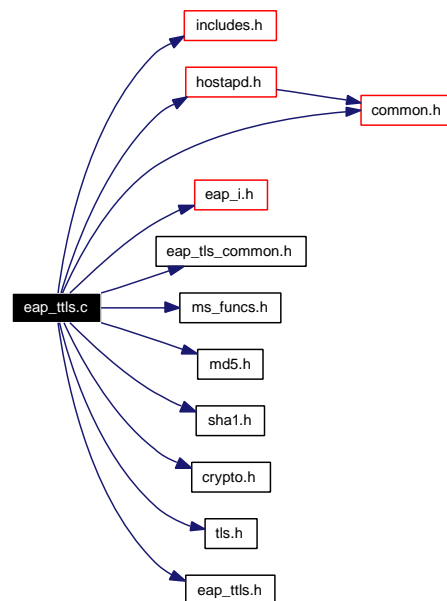 includes.h
hostapd.h
common.h
eap_i.h
eap_tls_common.h
eap_ttls.c
ms_funcs.h
md5.h
sha1.h
crypto.h
tls.h
eap_ttls.h